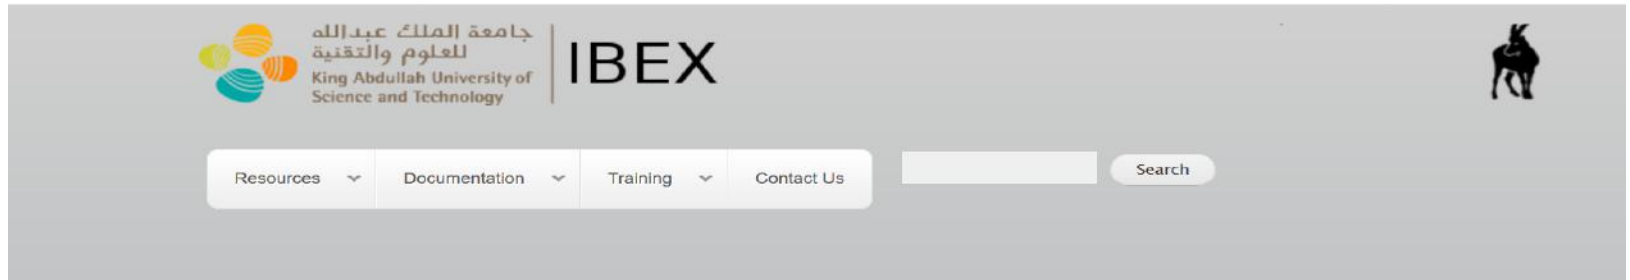 جامعة الملك عبدالله
للعلوم والتقنية
King Abdullah University of
Science and Technology
IBEX
Resources
Documentation
Training
Contact Us
Search